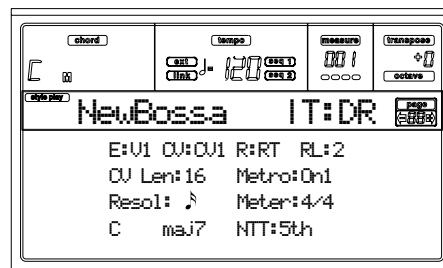 chord tempo measure transpose
C M ext link ♩= 120 seq 1 seq 2 001 +0 octave
style play NewBossa |T:DR page
E:V1 CV:CV1 R:RT RL:2
CV Len:16 Metro:On1
Resol: ♪ Meter:4/4
C maj7 NTT:5th